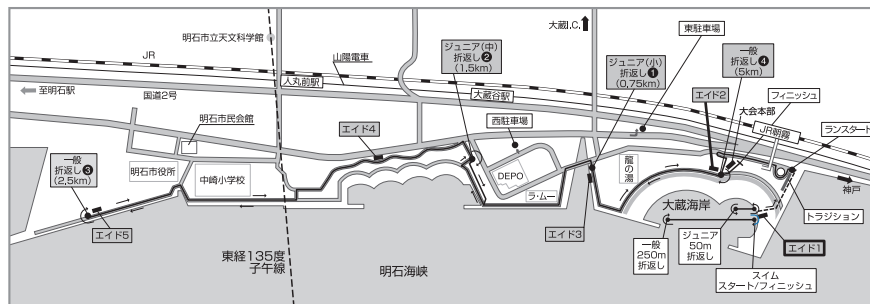 大蔵I.C.
東駐車場
明石市立天文科学館
JR
山陽電車
人丸前駅
ジュニア(中)
折返し❷
(1,5km)
ジュニア(小)
折返し❶
(0,75km)
一般
折返し❹
(5km)
フィニッシュ
エイド2
大会本部
至明石駅
国道2号
大蔵谷駅
JR朝霧
ランスタート
明石市民会館
エイド4
西駐車場
一般
折返し❸
(2,5km)
明石市役所
中崎小学校
DEPO
ラ・ムー
龍の湯
神戸
大蔵海岸
トラジション
エイド5
エイド3
一般
250m
折返し
ジュニア
50m
折返し
エイド1
スイム
スタート/フィニッシュ
東経135度
子午線
明石海峡